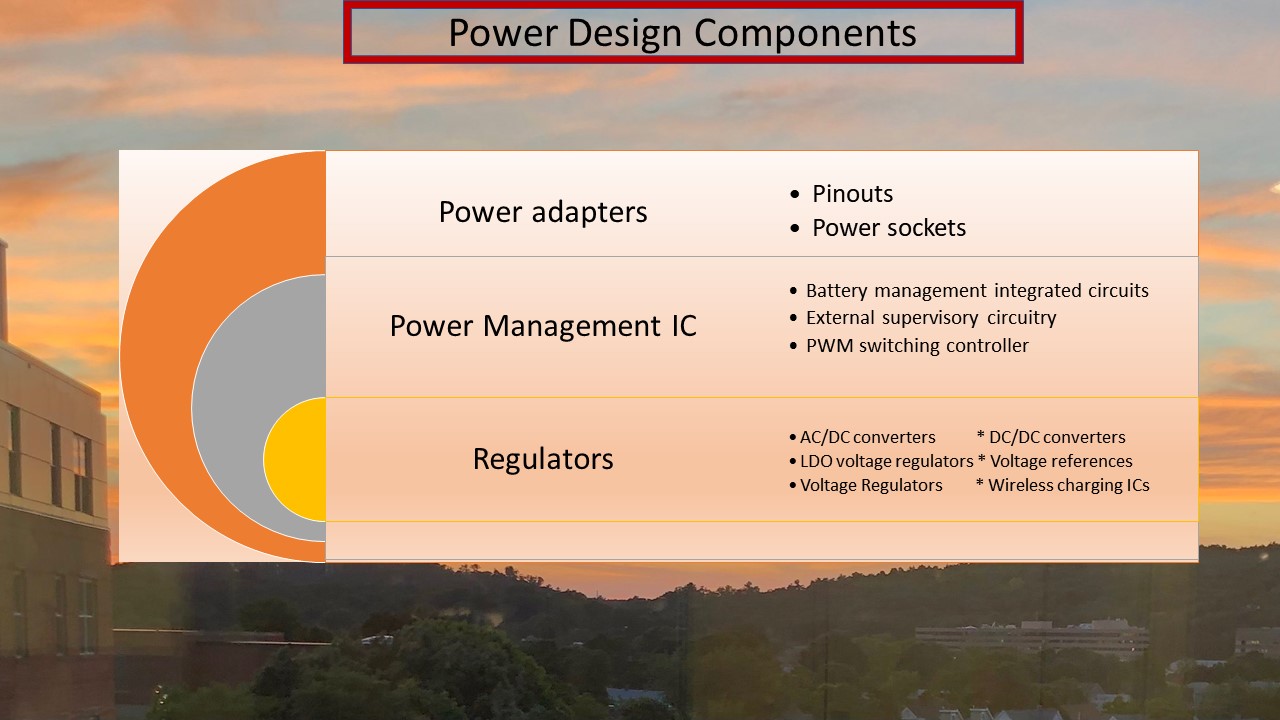 Power Design Components
Power adapters
• Pinouts
• Power sockets
Power Management IC
• Battery management integrated circuits
• External supervisory circuitry
• PWM switching controller
Regulators
• AC/DC converters * DC/DC converters
• LDO voltage regulators * Voltage references
• Voltage Regulators * Wireless charging ICs